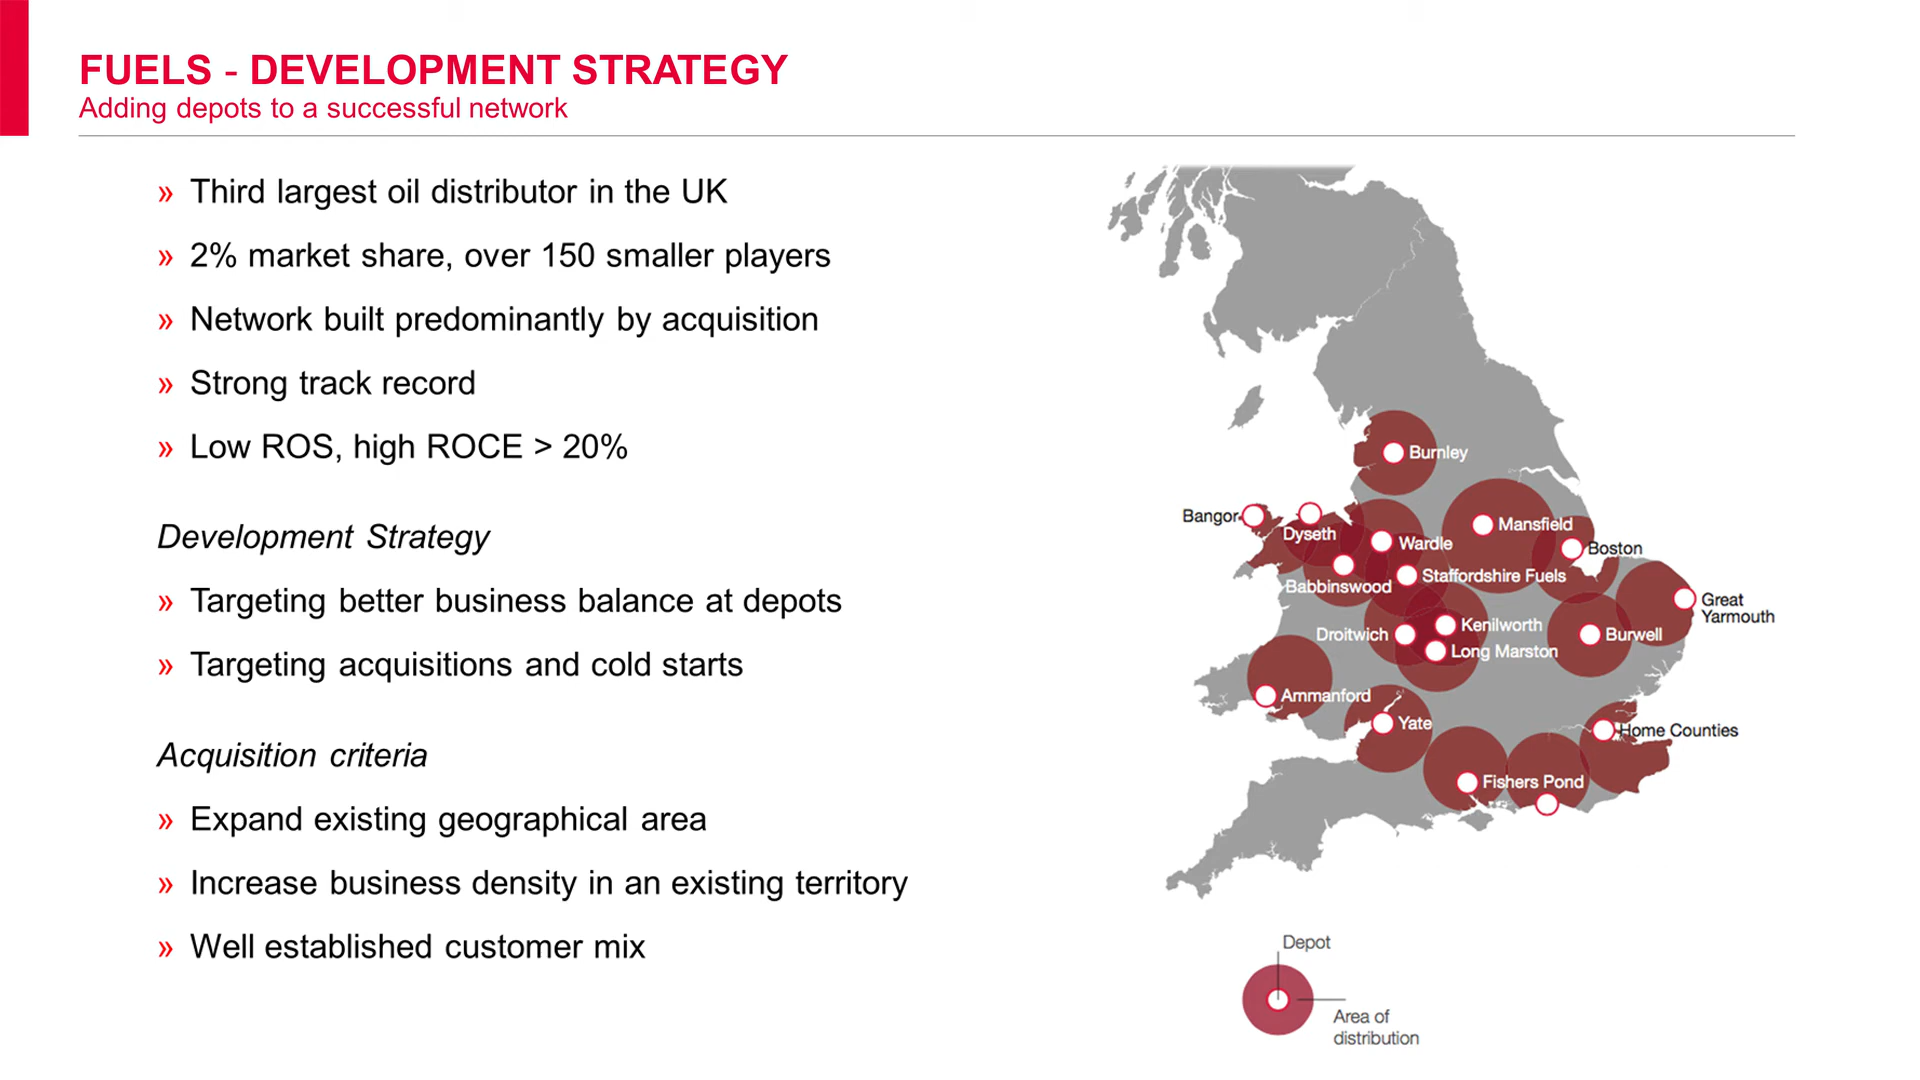 FUELS - DEVELOPMENT STRATEGY
Adding depots to a successful network
» Third largest oil distributor in the UK
» 2% market share, over 150 smaller players
» Network built predominantly by acquisition
» Strong track record
» Low ROS, high ROCE > 20%
Development Strategy
» Targeting better business balance at depots
» Targeting acquisitions and cold starts
Acquisition criteria
» Expand existing geographical area
» Increase business density in an existing territory
» Well established customer mix
Burnley
Bangor
Dyseth
Wardle
Mansfield
Boston
Babbinswood
Staffordshire Fuels
Great
Yarmouth
Droitwich
Kenilworth
Burwell
Long Marston
Ammanford
Yate
Home Counties
Fishers Pond
Depot
Area of
distribution